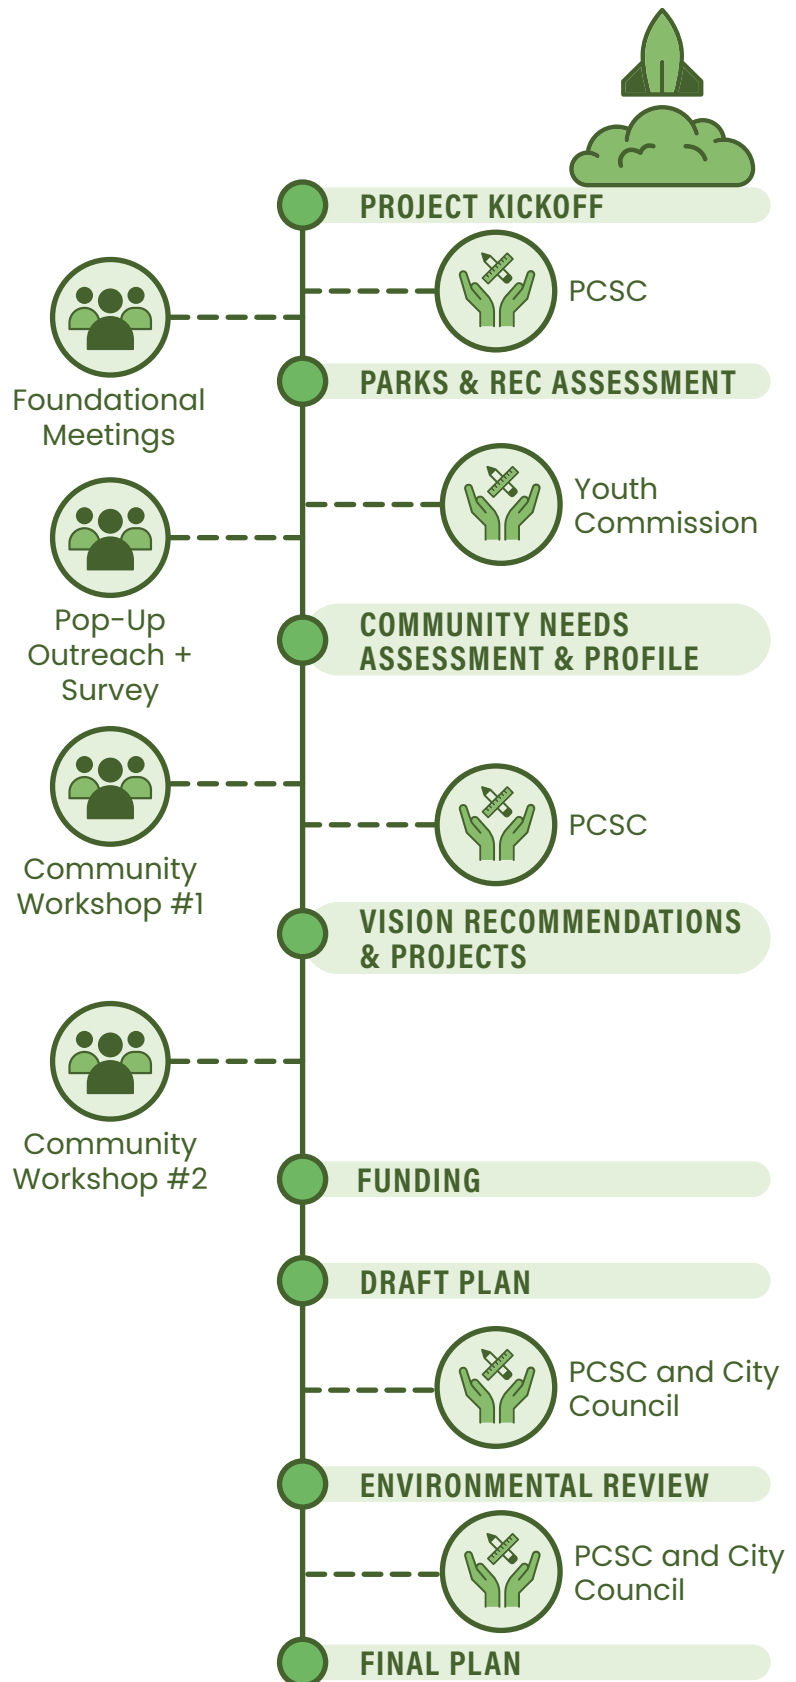 PROJECT KICKOFF
PCSC
Foundational
Meetings
PARKS & REC ASSESSMENT
Youth
Commission
Pop-Up
Outreach +
Survey
COMMUNITY NEEDS
ASSESSMENT & PROFILE
Community
Workshop #1
PCSC
VISION RECOMMENDATIONS
& PROJECTS
Community
Workshop #2
FUNDING
DRAFT PLAN
PCSC and City
Council
ENVIRONMENTAL REVIEW
PCSC and City
Council
FINAL PLAN